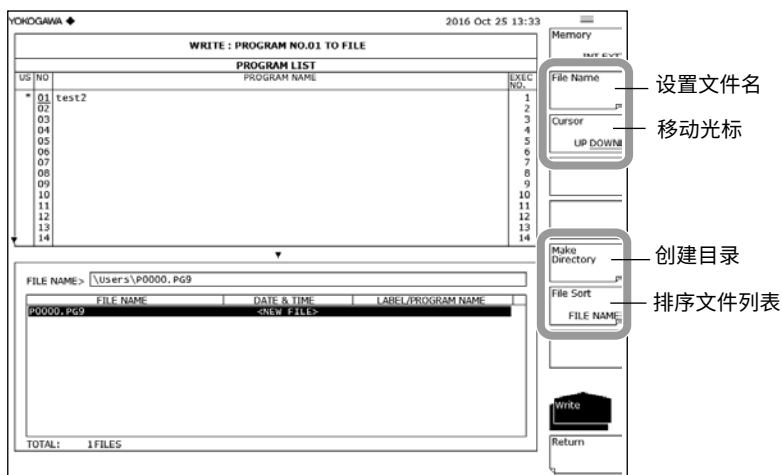 YOKOGAWA ◆ 2016 Oct 25 13:33
WRITE : PROGRAM NO.01 TO FILE
PROGRAM LIST
US NO PROGRAM NAME EXEC NO.
* 01 test2 1
02 2
03 3
04 4
05 5
06 6
07 7
08 8
09 9
10 10
11 11
12 12
13 13
14 14
FILE NAME> \Users\P0000.PG9
FILE NAME DATE & TIME LABEL/PROGRAM NAME
P0000.PG9 <NEW FILE>
TOTAL: 1FILES
Memory
INT EXT
File Name
设置文件名
Cursor
移动光标
UP DOWN
Make
Directory
创建目录
File Sort
排序文件列表
FILE NAME
Write
Return